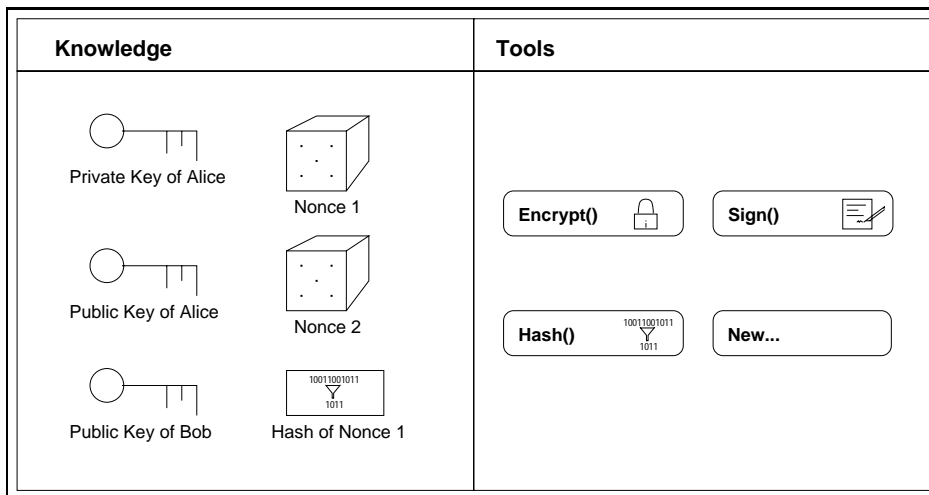 Knowledge
Tools
Private Key of Alice
Nonce 1
Public Key of Alice
Nonce 2
10011001011
1011
Public Key of Bob
Hash of Nonce 1
Encrypt()
i
Sign()
Hash()
10011001011
1011
New...